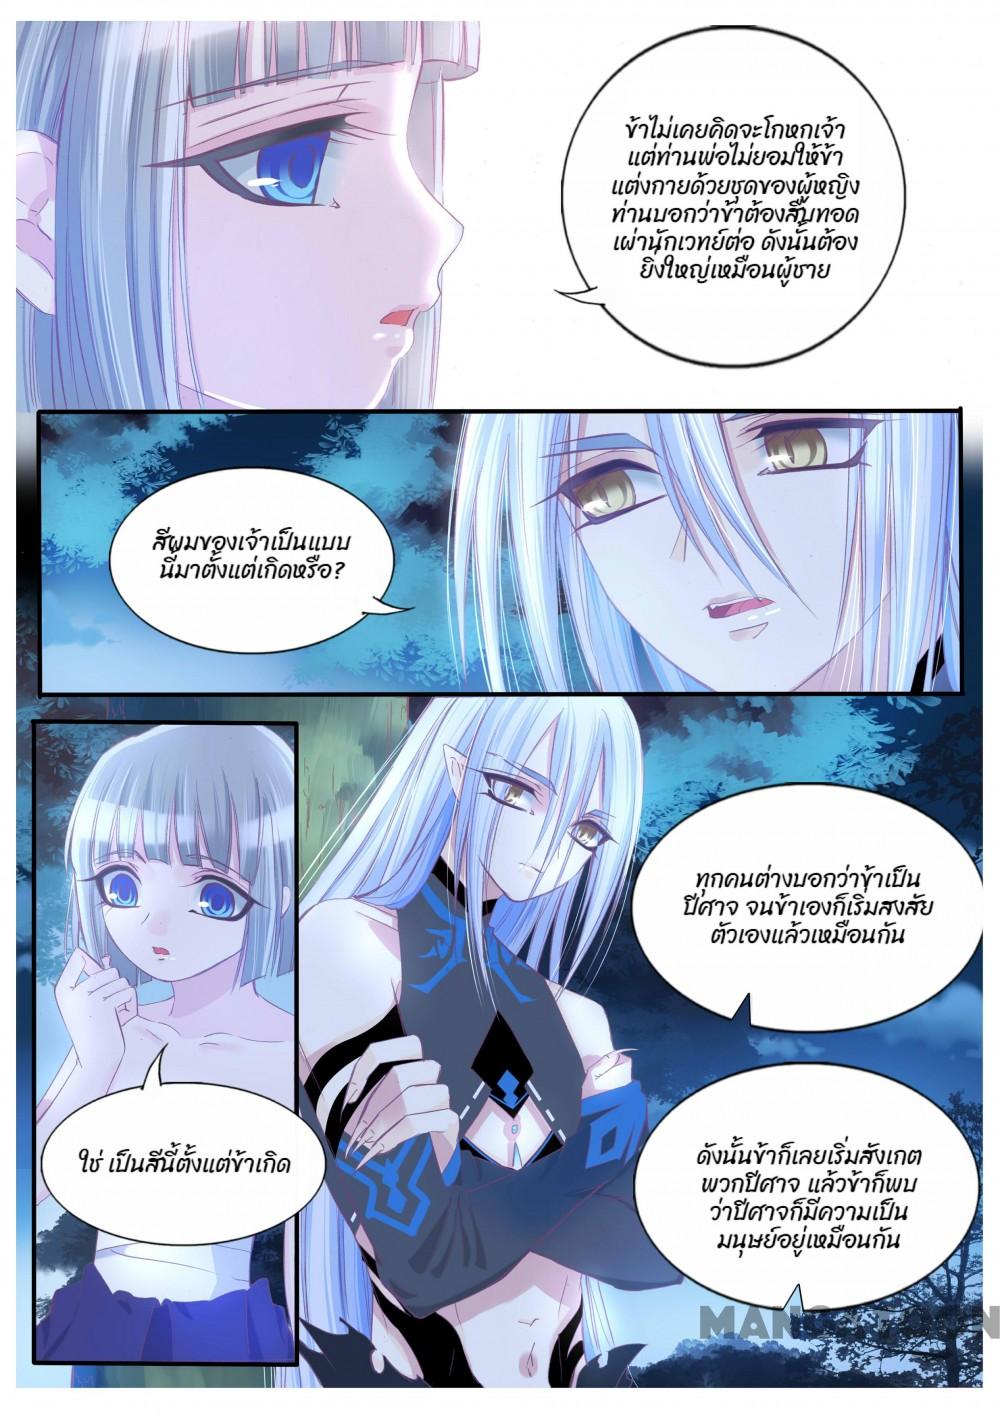 ข้าไม่เคยคิดจะโกหกเจ้า
แต่ท่านพ่อไม่ยอมให้ข้า
แต่งกายด้วยชุดของผู้หญิง
ท่านบอกว่าข้าต้องสืบทอด
เผ่านักเวทย์ต่อ ดังนั้นต้อง
ยิ่งใหญ่เหมือนผู้ชาย
สีผมของเจ้าเป็นแบบ
นี้มาตั้งแต่เกิดหรือ?
ทุกคนต่างบอกว่าข้าเป็น
ปีศาจ จนข้าเองก็เริ่มสงสัย
ตัวเองแล้วเหมือนกัน
ใช่ เป็นสีนี้ตั้งแต่ข้าเกิด
ดังนั้นข้าก็เลยเริ่มสังเกต
พวกปีศาจ แล้วข้าก็พบ
ว่าปีศาจก็มีความเป็น
มนุษย์อยู่เหมือนกัน